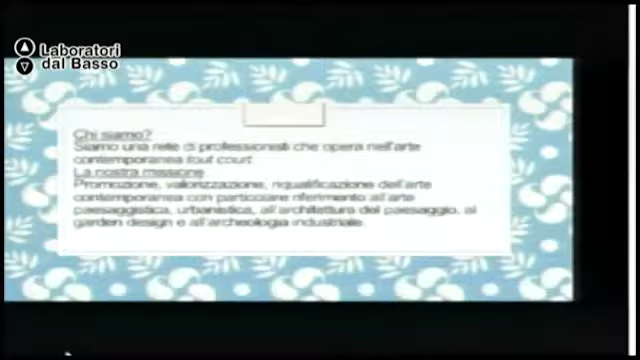 Laboratori
dal Basso
Chi siamo?
Siamo una rete di professionisti che opera nell'arte
contemporanea tout court
La nostra missione
Promozione, valorizzazione, riqualificazione dell'arte
contemporanea con particolare riferimento all'arte
paesaggistica, urbanistica, all'architettura del paesaggio, al
garden design e all'archeologia industriale.